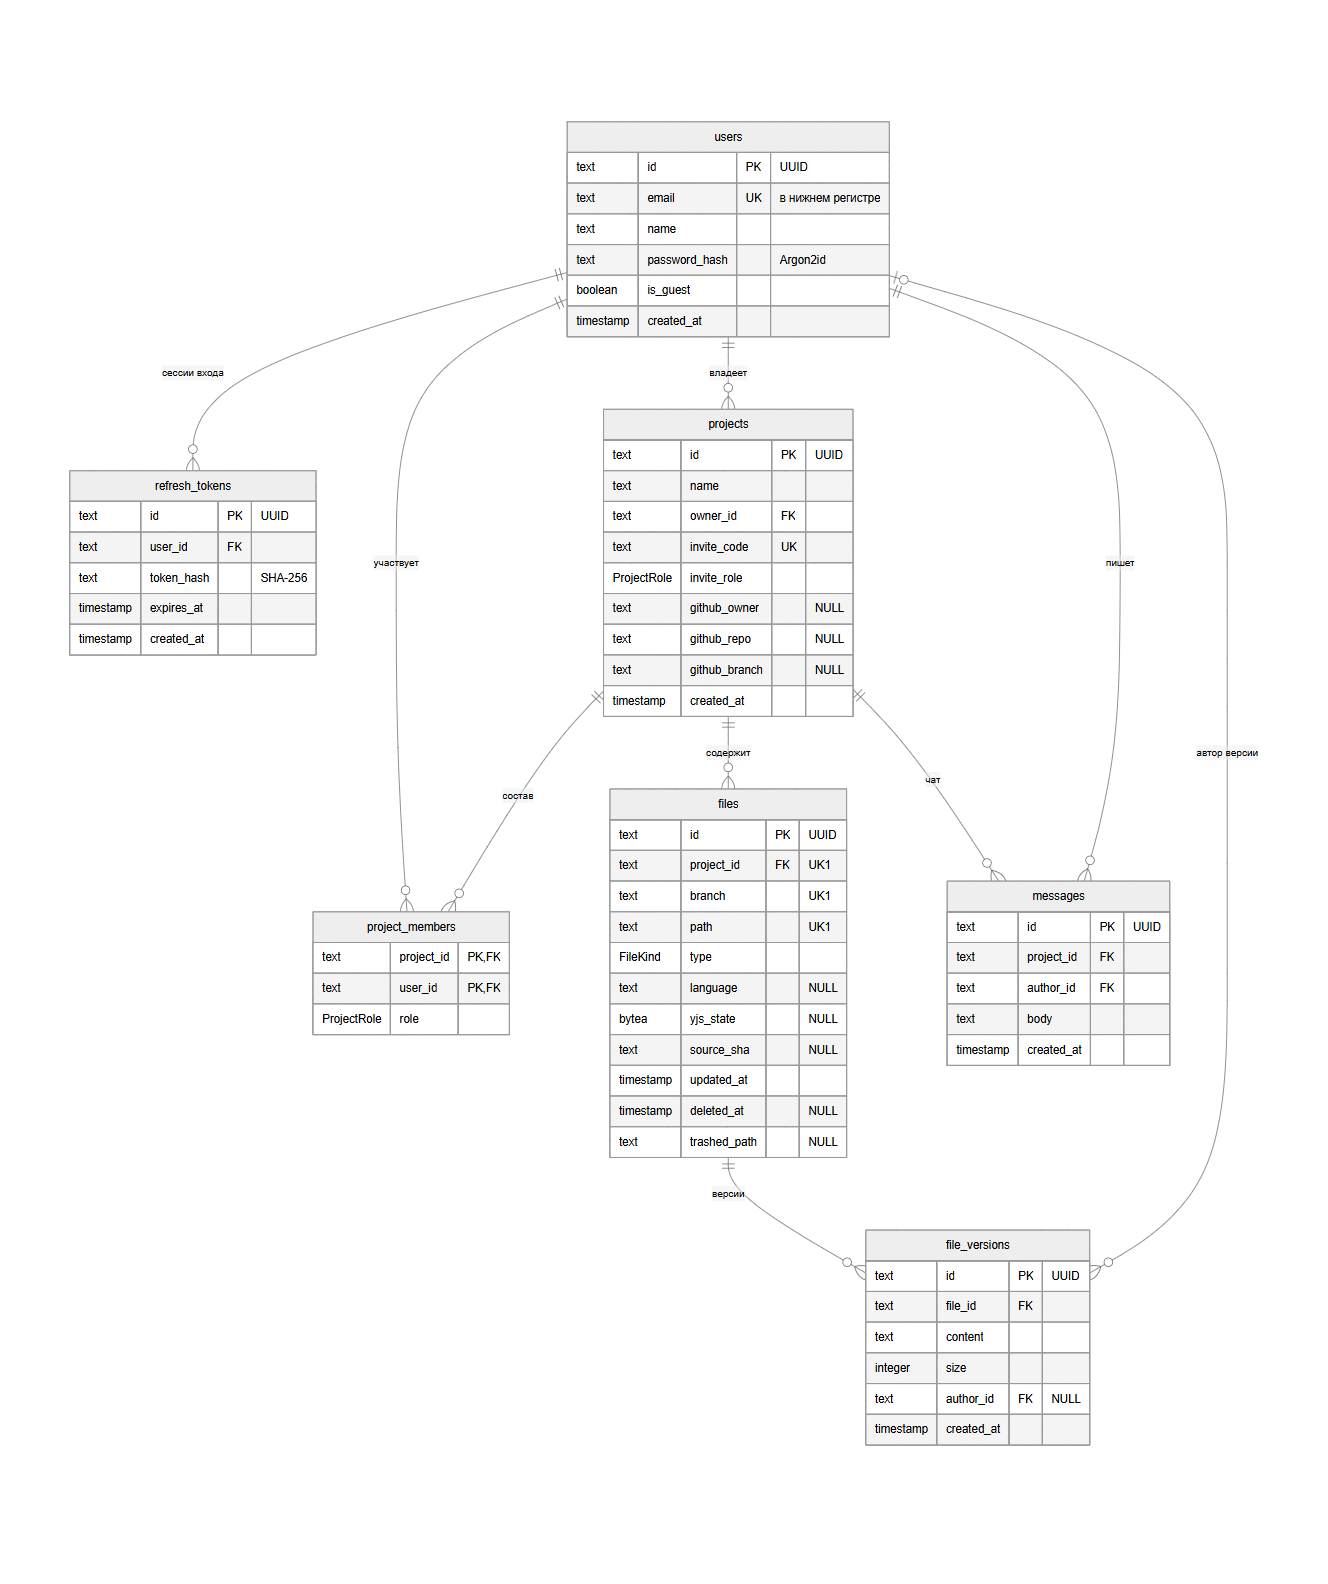 users
text id PK UUID
text email UK в нижнем регистре
text name
text password_hash Argon2id
boolean is_guest
timestamp created_at
сессии входа
владеет
projects
text id PK UUID
text name
text owner_id FK
text invite_code UK
ProjectRole invite_role
text github_owner NULL
text github_repo NULL
text github_branch NULL
timestamp created_at
refresh_tokens
text id PK UUID
text user_id FK
text token_hash SHA-256
timestamp expires_at
timestamp created_at
участвует
пишет
состав
содержит
чат
автор версии
files
text id PK UUID
text project_id FK UK1
text branch UK1
text path UK1
FileKind type
text language NULL
bytea yjs_state NULL
text source_sha NULL
timestamp updated_at
timestamp deleted_at NULL
text trashed_path NULL
project_members
text project_id PK,FK
text user_id PK,FK
ProjectRole role
messages
text id PK UUID
text project_id FK
text author_id FK
text body
timestamp created_at
версии
file_versions
text id PK UUID
text file_id FK
text content
integer size
text author_id FK NULL
timestamp created_at